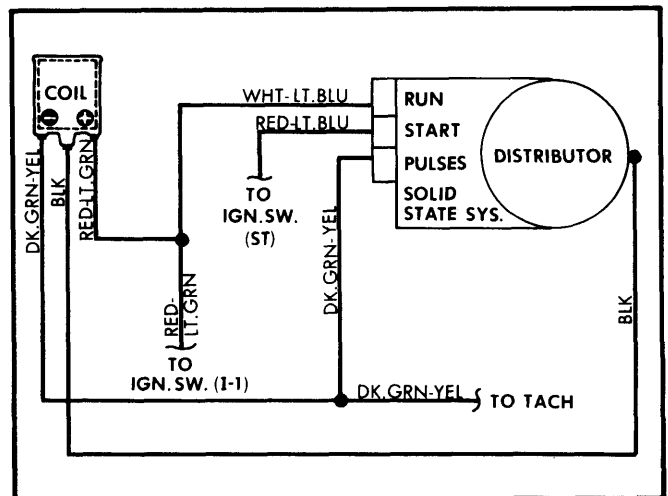 COIL
WHT-LT.BLU
RUN
RED-LT.BLU
START
PULSES
DISTRIBUTOR
SOLID
STATE SYS.
DK.GRN-YEL
BLK
RED-LT.GRN
TO
IGN.SW.
(ST)
DK.GRN-YEL
RED-
LT.GRN
BLK
TO
IGN.SW. (I-1)
DK.GRN-YEL
TO TACH